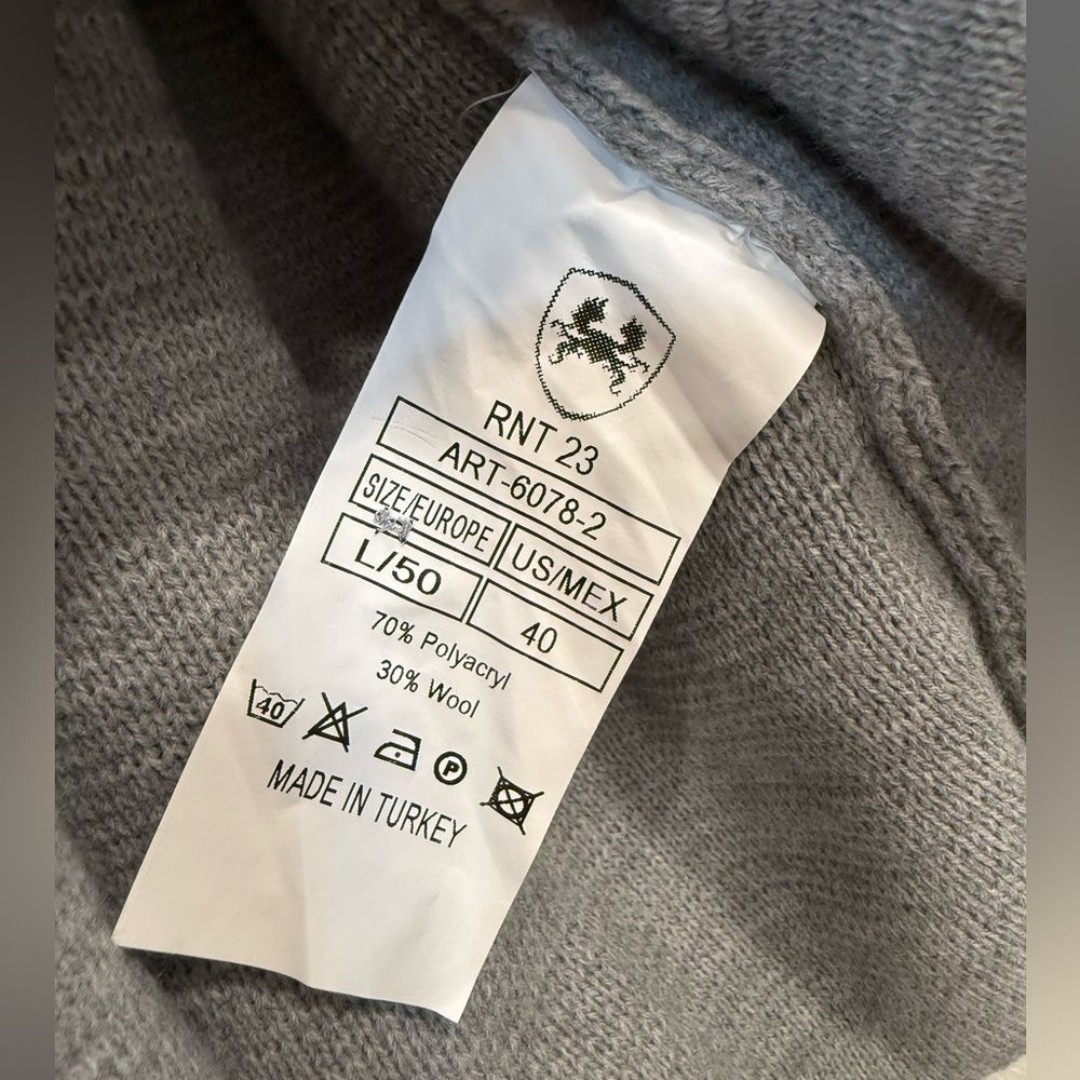 RNT 23
ART-6078-2
SIZE/EUROPE US/MEX
L/50 40
70% Polyacryl
30% Wool
40 P
MADE IN TURKEY